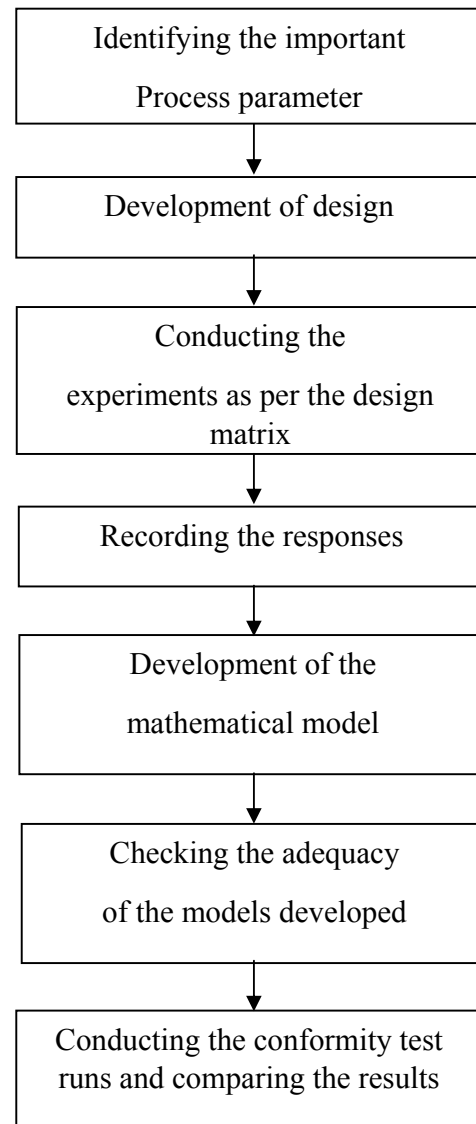 Identifying the important
Process parameter
Development of design
Conducting the
experiments as per the design
matrix
Recording the responses
Development of the
mathematical model
Checking the adequacy
of the models developed
Conducting the conformity test
runs and comparing the results